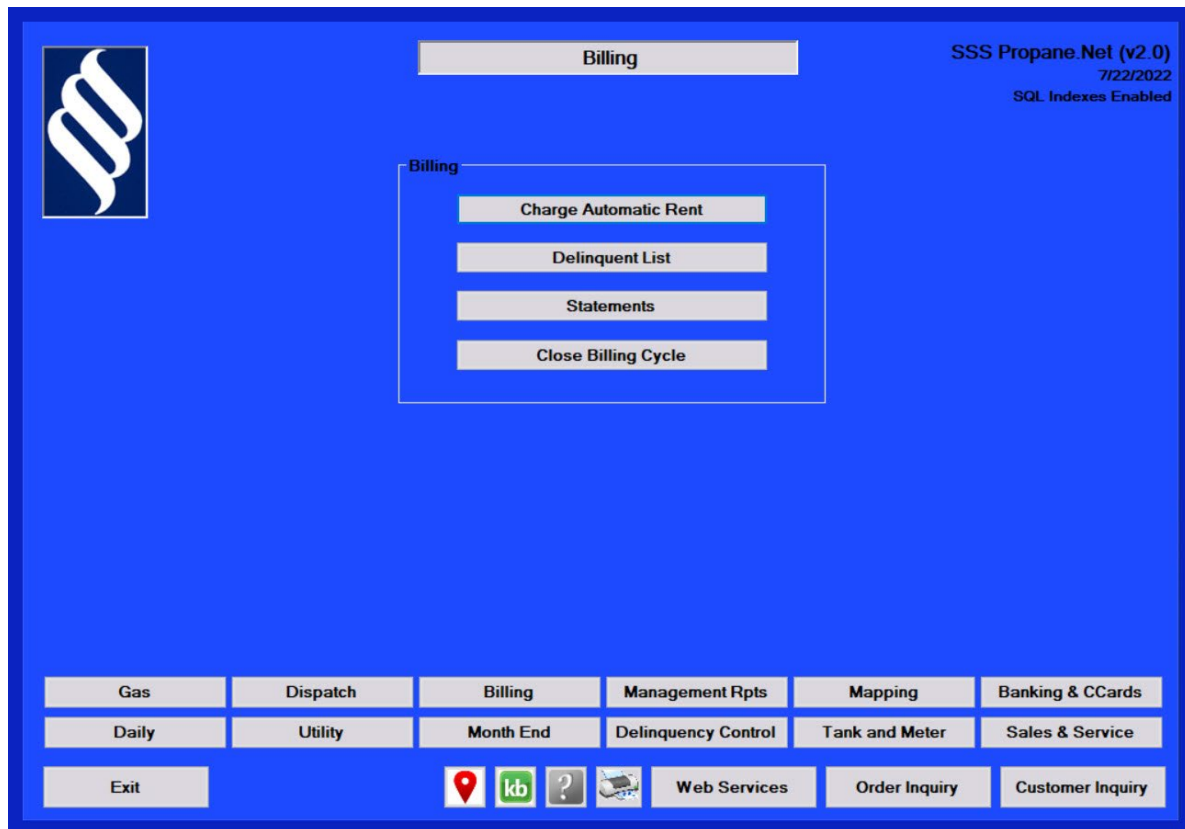 Billing
SSS Propane.Net (v2.0)
7/22/2022
SQL Indexes Enabled
Billing
Charge Automatic Rent
Delinquent List
Statements
Close Billing Cycle
Gas Dispatch Billing Management Rpts Mapping Banking & CCards
Daily Utility Month End Delinquency Control Tank and Meter Sales & Service
Exit kb ? Web Services Order Inquiry Customer Inquiry